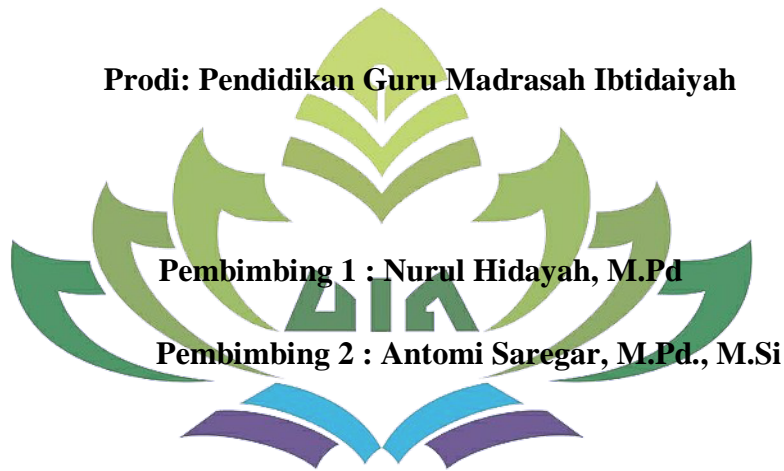 Prodi: Pendidikan Guru Madrasah Ibtidaiyah
Pembimbing 1 : Nurul Hidayah, M.Pd
Pembimbing 2 : Antomi Saregar, M.Pd., M.Si